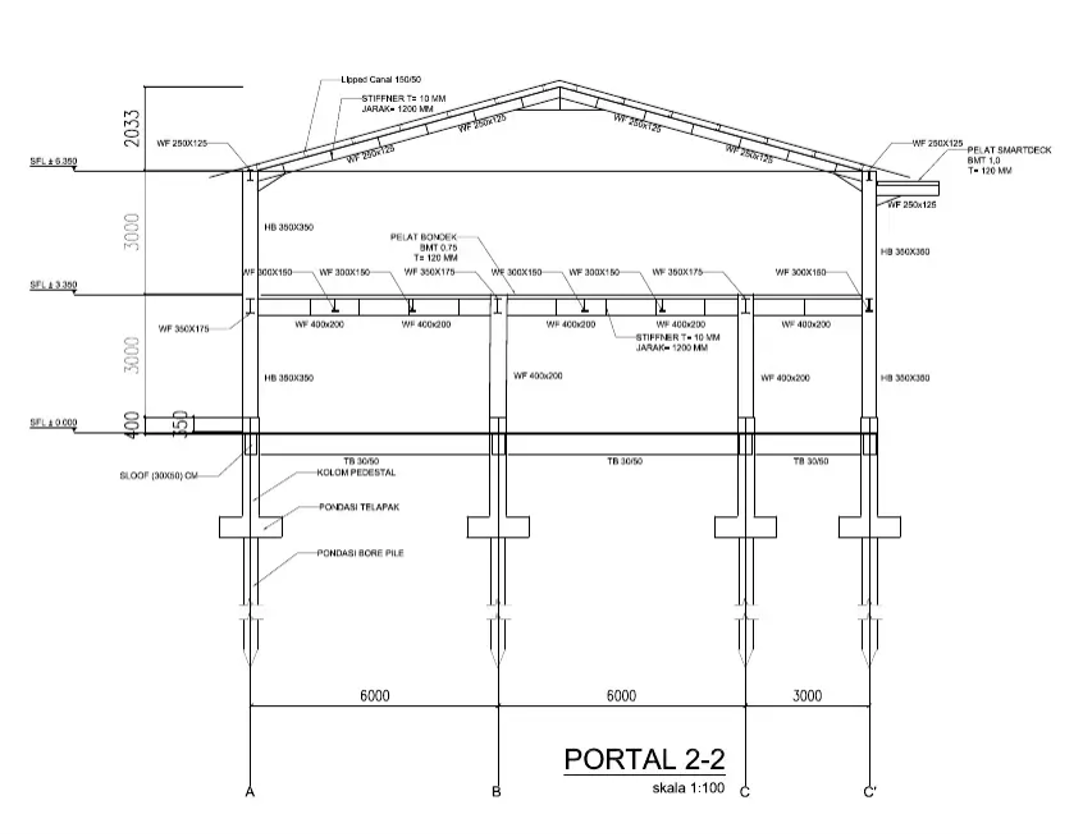 Lipped Canal 150/50
STIFFNER T= 10 MM
JARAK= 1200 MM
2033
WF 250X125
WF 250x125
WF 250x125
WF 250x125
WF 250x125
WF 250X125
PELAT SMARTDECK
BMT 1,0
T= 120 MM
SFL ± 6.350
WF 250x125
3000
HB 350X350
PELAT BONDEK
BMT 0.75
T= 120 MM
HB 350X350
SFL ± 3.350
WF 300X150
WF 300X150
WF 350X175
WF 300X150
WF 300X150
WF 350X175
WF 300X150
WF 350X175
WF 400x200
WF 400x200
WF 400x200
WF 400x200
WF 400x200
STIFFNER T= 10 MM
JARAK= 1200 MM
3000
HB 350X350
WF 400x200
WF 400x200
HB 350X350
SFL ± 0.000
400
350
TB 30/50
TB 30/50
TB 30/50
SLOOF (30X50) CM
KOLOM PEDESTAL
PONDASI TELAPAK
PONDASI BORE PILE
6000
6000
3000
PORTAL 2-2
skala 1:100
A
B
C
C'